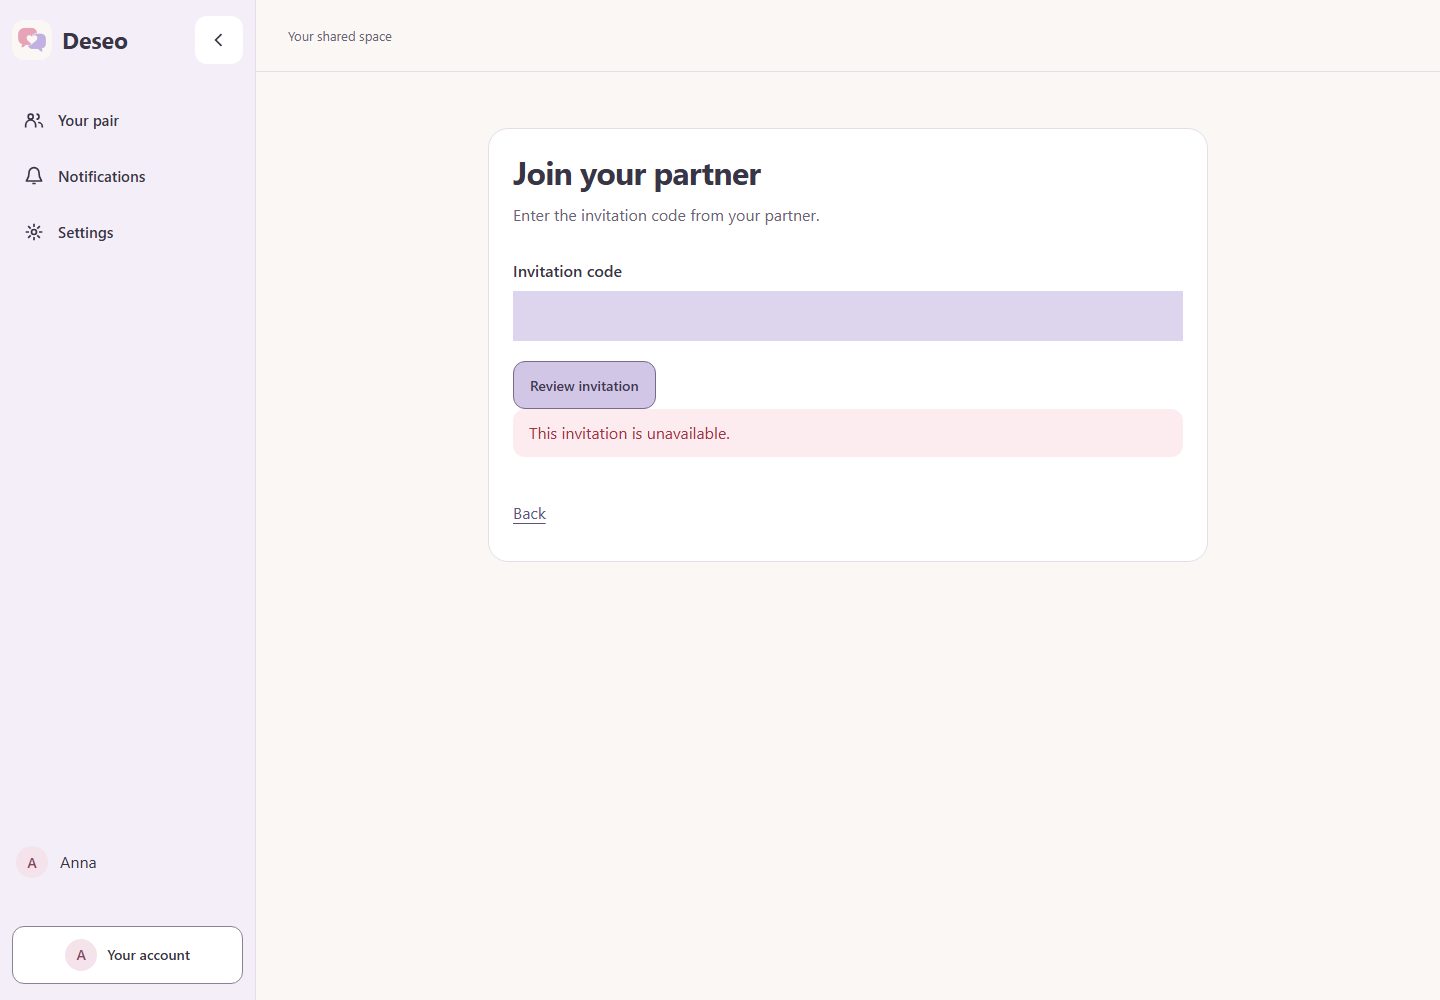 Deseo
Your pair
Notifications
Settings
A
Anna
A
Your account
Your shared space
Join your partner
Enter the invitation code from your partner.
Invitation code
Review invitation
This invitation is unavailable.
Back